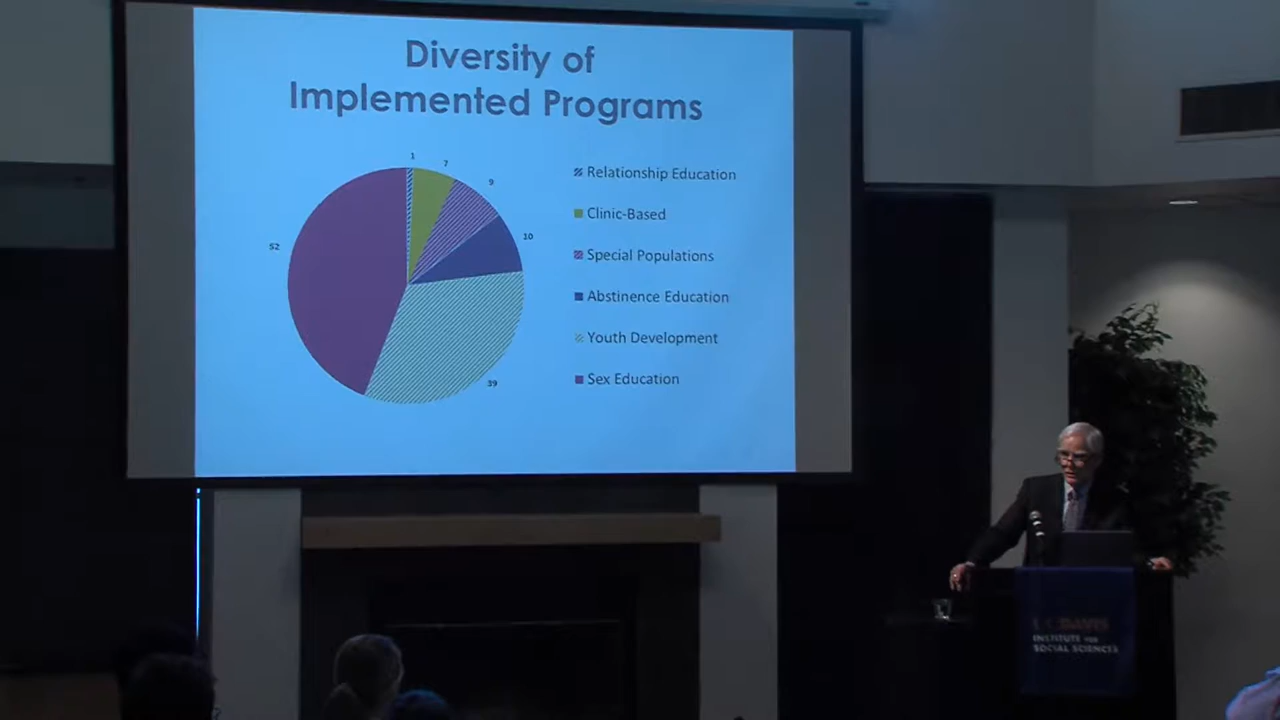 Diversity of
Implemented Programs
1
7
9
10
39
52
Relationship Education
Clinic-Based
Special Populations
Abstinence Education
Youth Development
Sex Education
UC DAVIS
INSTITUTE FOR
SOCIAL SCIENCES